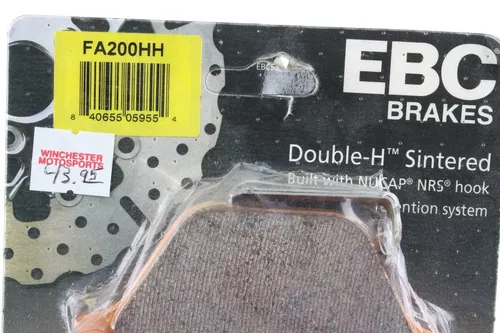 FA200HH
8 40655 05955 4
EBC
BRAKES
WINCHESTER
MOTORSPORTS
43.95
Double-H™ Sintered
Built with NUCAP® NRS® hook
ention system